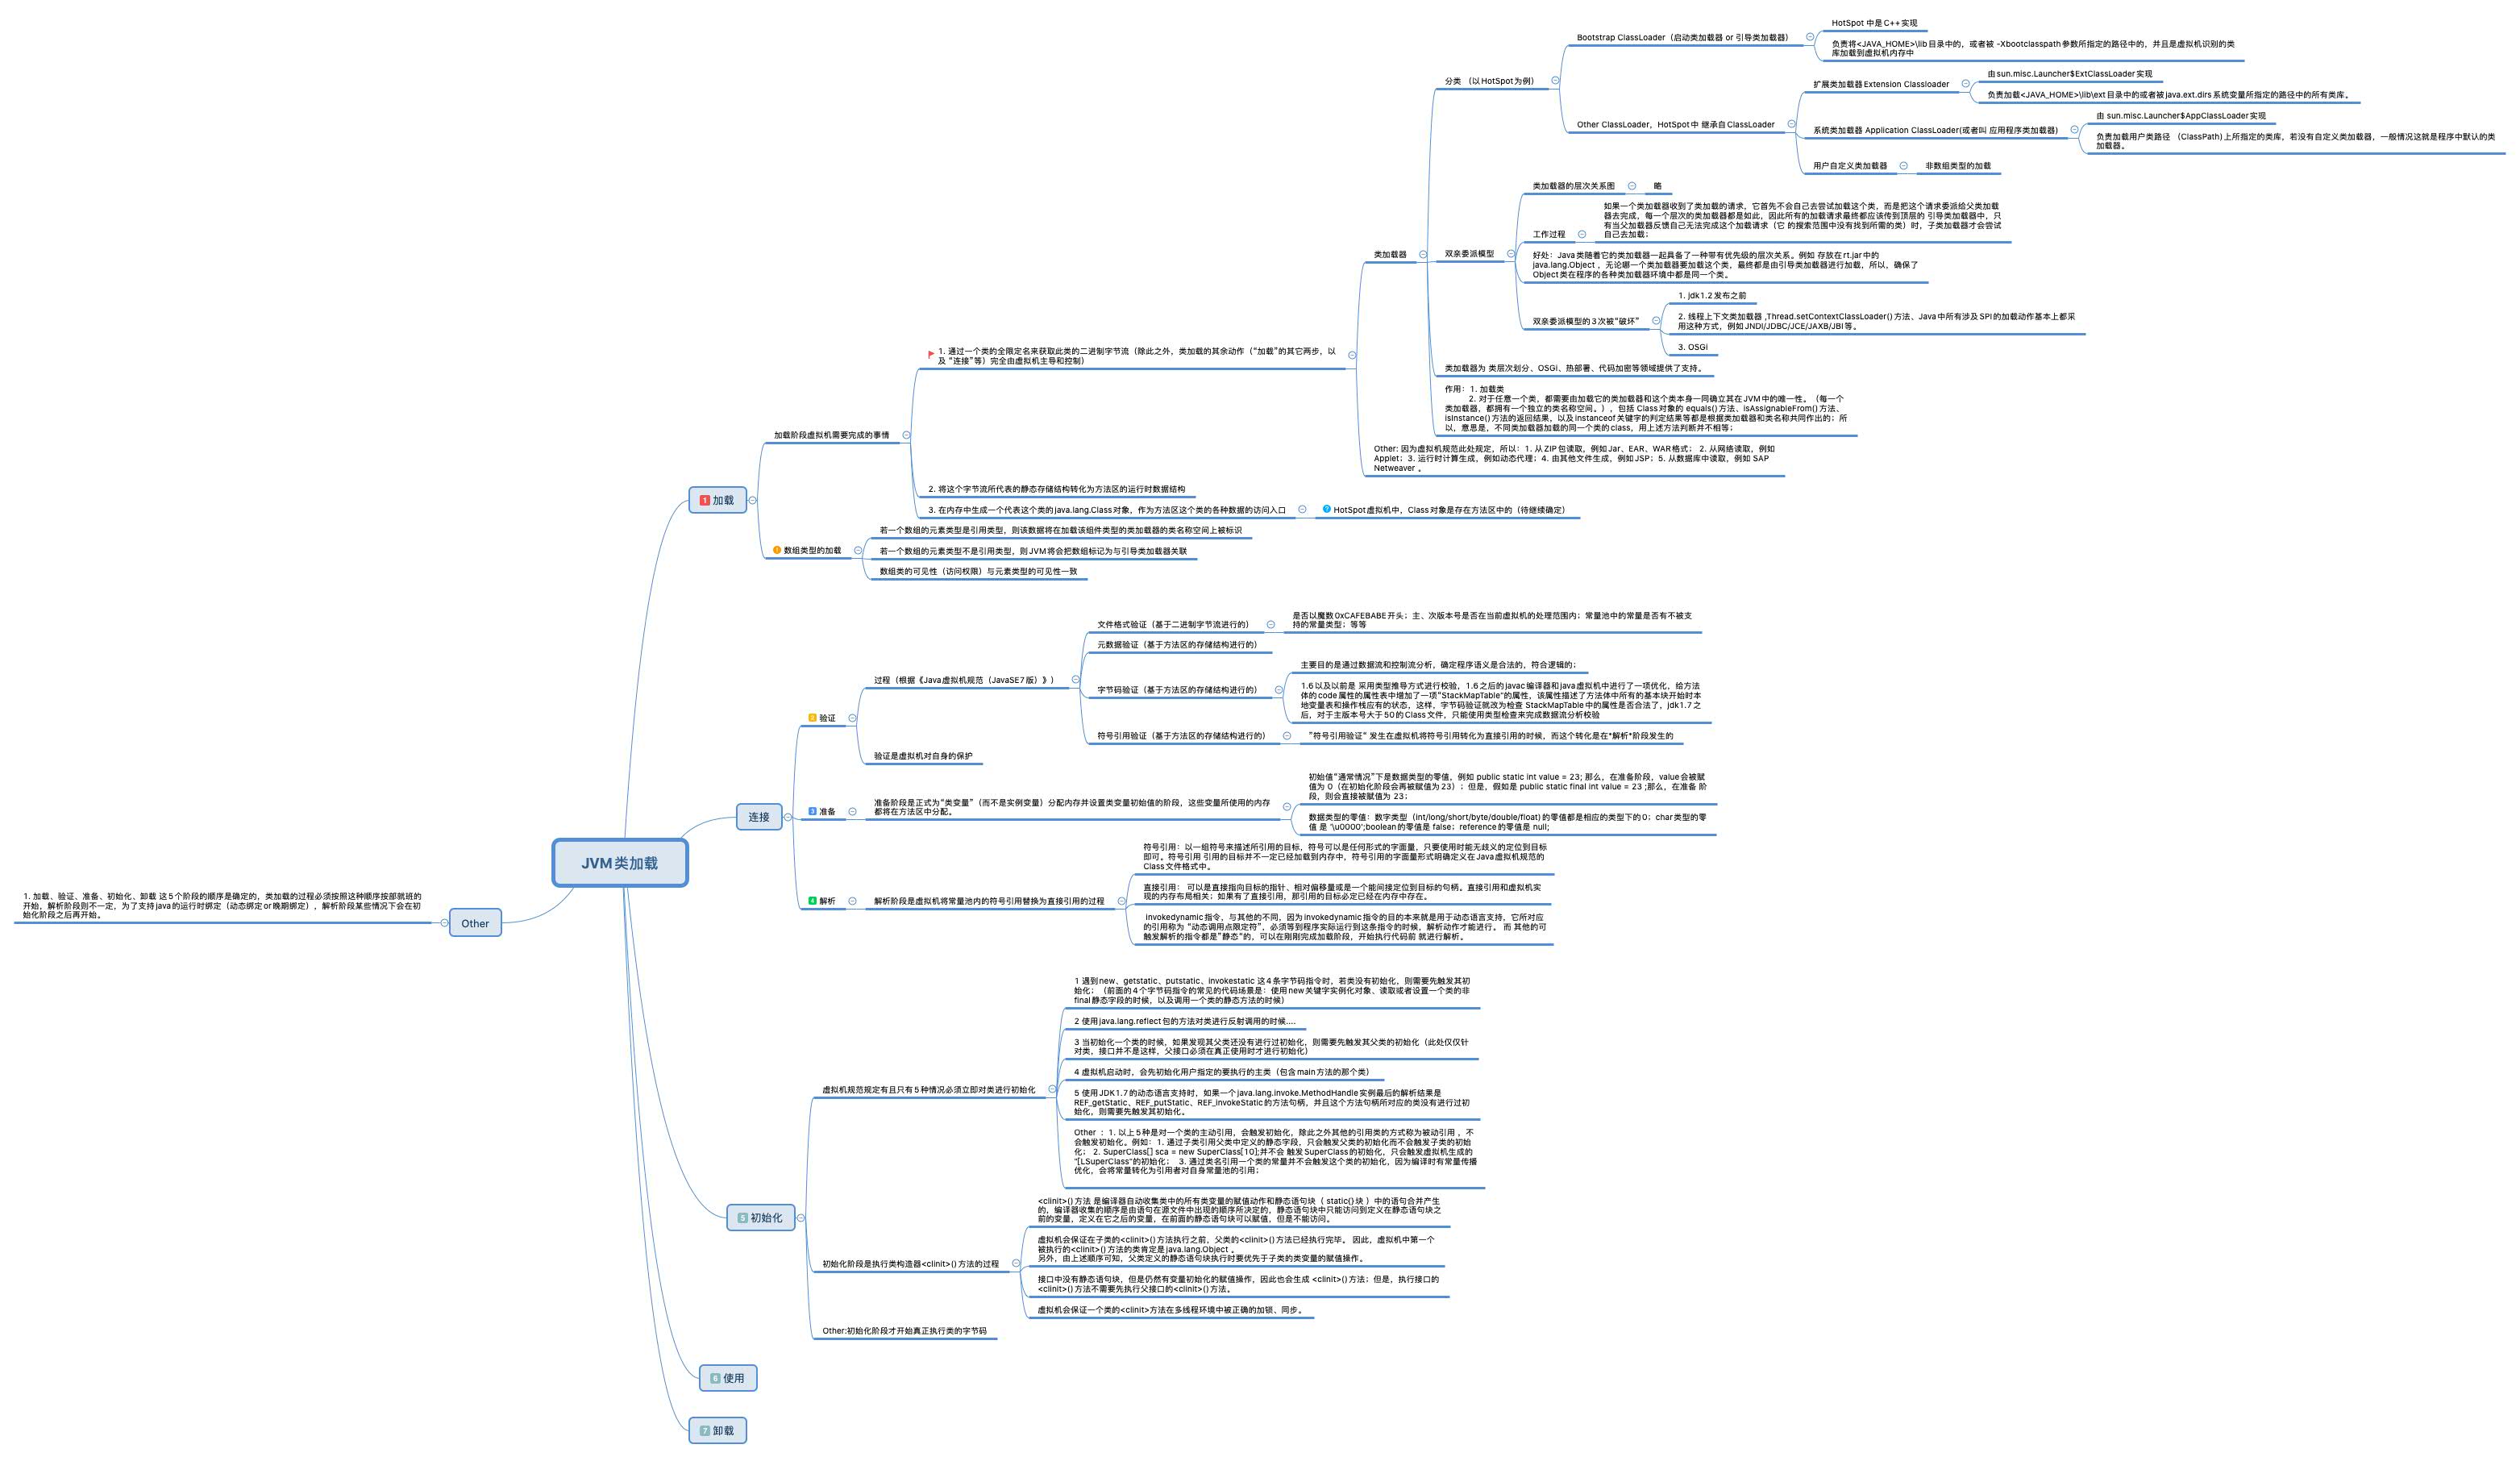 JVM 类加载
1 加载
加载阶段虚拟机需要完成的事情
1. 通过一个类的全限定名来获取此类的二进制字节流（除此之外，类加载的其余动作（“加载”的其它两步，以
及 “连接”等）完全由虚拟机主导和控制)
类加载器
分类 （以HotSpot为例）
Bootstrap ClassLoader（启动类加载器 or 引导类加载器）
HotSpot 中是C++实现
负责将<JAVA_HOME>\lib目录中的，或者被 -Xbootclasspath参数所指定的路径中的，并且是虚拟机识别的类
库加载到虚拟机内存中
Other ClassLoader，HotSpot中 继承自ClassLoader
扩展类加载器Extension Classloader
由sun.misc.Launcher$ExtClassLoader实现
负责加载<JAVA_HOME>\lib\ext目录中的或者被java.ext.dirs系统变量所指定的路径中的所有类库。
系统类加载器 Application ClassLoader(或者叫 应用程序类加载器)
由 sun.misc.Launcher$AppClassLoader实现
负责加载用户类路径 （ClassPath)上所指定的类库，若没有自定义类加载器，一般情况这就是程序中默认的类
加载器。
用户自定义类加载器
非数组类型的加载
双亲委派模型
类加载器的层次关系图
略
工作过程
如果一个类加载器收到了类加载的请求，它首先不会自己去尝试加载这个类，而是把这个请求委派给父类加载
器去完成，每一个层次的类加载器都是如此，因此所有的加载请求最终都应该传到顶层的 引导类加载器中，只
有当父加载器反馈自己无法完成这个加载请求（它 的搜索范围中没有找到所需的类）时，子类加载器才会尝试
自己去加载；
好处：Java类随着它的类加载器一起具备了一种带有优先级的层次关系。例如 存放在rt.jar中的
java.lang.Object ，无论哪一个类加载器要加载这个类，最终都是由引导类加载器进行加载，所以，确保了
Object类在程序的各种类加载器环境中都是同一个类。
双亲委派模型的3次被“破坏”
1. jdk1.2发布之前
2. 线程上下文类加载器 ,Thread.setContextClassLoader()方法、Java中所有涉及SPI的加载动作基本上都采
用这种方式，例如JNDI/JDBC/JCE/JAXB/JBI等。
3. OSGi
类加载器为 类层次划分、OSGi、热部署、代码加密等领域提供了支持。
作用：1. 加载类
2. 对于任意一个类，都需要由加载它的类加载器和这个类本身一同确立其在JVM中的唯一性。（每一个
类加载器，都拥有一个独立的类名称空间。），包括 Class对象的 equals()方法、isAssignableFrom()方法、
isInstance()方法的返回结果，以及instanceof关键字的判定结果等都是根据类加载器和类名称共同作出的；所
以，意思是，不同类加载器加载的同一个类的class，用上述方法判断并不相等；
Other: 因为虚拟机规范此处规定，所以：1. 从ZIP包读取，例如Jar、EAR、WAR格式； 2. 从网络读取，例如
Applet；3. 运行时计算生成，例如动态代理；4. 由其他文件生成，例如JSP；5. 从数据库中读取，例如 SAP
Netweaver 。
2. 将这个字节流所代表的静态存储结构转化为方法区的运行时数据结构
3. 在内存中生成一个代表这个类的java.lang.Class对象，作为方法区这个类的各种数据的访问入口
HotSpot虚拟机中，Class对象是存在方法区中的（待继续确定）
数组类型的加载
若一个数组的元素类型是引用类型，则该数据将在加载该组件类型的类加载器的类名称空间上被标识
若一个数组的元素类型不是引用类型，则JVM将会把数组标记为与引导类加载器关联
数组类的可见性（访问权限）与元素类型的可见性一致
连接
2 验证
过程（根据《Java虚拟机规范（JavaSE7版）》）
文件格式验证（基于二进制字节流进行的）
是否以魔数0xCAFEBABE开头；主、次版本号是否在当前虚拟机的处理范围内；常量池中的常量是否有不被支
持的常量类型；等等
元数据验证（基于方法区的存储结构进行的）
字节码验证（基于方法区的存储结构进行的）
主要目的是通过数据流和控制流分析，确定程序语义是合法的，符合逻辑的；
1.6以及以前是 采用类型推导方式进行校验，1.6之后的javac编译器和java虚拟机中进行了一项优化，给方法
体的code属性的属性表中增加了一项“StackMapTable”的属性，该属性描述了方法体中所有的基本块开始时本
地变量表和操作栈应有的状态，这样，字节码验证就改为检查 StackMapTable中的属性是否合法了，jdk1.7之
后，对于主版本号大于50的Class文件，只能使用类型检查来完成数据流分析校验
符号引用验证（基于方法区的存储结构进行的）
”符号引用验证“ 发生在虚拟机将符号引用转化为直接引用的时候，而这个转化是在*解析*阶段发生的
验证是虚拟机对自身的保护
3 准备
准备阶段是正式为“类变量”（而不是实例变量）分配内存并设置类变量初始值的阶段，这些变量所使用的内存
都将在方法区中分配。
初始值“通常情况”下是数据类型的零值，例如 public static int value = 23; 那么，在准备阶段，value会被赋
值为 0（在初始化阶段会再被赋值为23）；但是，假如是 public static final int value = 23 ;那么，在准备 阶
段，则会直接被赋值为 23；
数据类型的零值：数字类型（int/long/short/byte/double/float)的零值都是相应的类型下的0；char类型的零
值 是 '\u0000';boolean的零值是 false；reference的零值是 null;
4 解析
解析阶段是虚拟机将常量池内的符号引用替换为直接引用的过程
符号引用：以一组符号来描述所引用的目标，符号可以是任何形式的字面量，只要使用时能无歧义的定位到目标
即可。符号引用 引用的目标并不一定已经加载到内存中，符号引用的字面量形式明确定义在Java虚拟机规范的
Class文件格式中。
直接引用： 可以是直接指向目标的指针、相对偏移量或是一个能间接定位到目标的句柄。直接引用和虚拟机实
现的内存布局相关；如果有了直接引用，那引用的目标必定已经在内存中存在。
invokedynamic指令，与其他的不同，因为invokedynamic指令的目的本来就是用于动态语言支持，它所对应
的引用称为 “动态调用点限定符”，必须等到程序实际运行到这条指令的时候，解析动作才能进行。 而 其他的可
触发解析的指令都是”静态“的，可以在刚刚完成加载阶段，开始执行代码前 就进行解析。
Other
1. 加载、验证、准备、初始化、卸载 这5个阶段的顺序是确定的，类加载的过程必须按照这种顺序按部就班的
开始，解析阶段则不一定，为了支持java的运行时绑定（动态绑定or晚期绑定），解析阶段某些情况下会在初
始化阶段之后再开始。
5 初始化
虚拟机规范规定有且只有5种情况必须立即对类进行初始化
1 遇到new、getstatic、putstatic、invokestatic 这4条字节码指令时，若类没有初始化，则需要先触发其初
始化；（前面的4个字节码指令的常见的代码场景是：使用new关键字实例化对象、读取或者设置一个类的非
final静态字段的时候，以及调用一个类的静态方法的时候）
2 使用java.lang.reflect包的方法对类进行反射调用的时候....
3 当初始化一个类的时候，如果发现其父类还没有进行过初始化，则需要先触发其父类的初始化（此处仅仅针
对类，接口并不是这样，父接口必须在真正使用时才进行初始化）
4 虚拟机启动时，会先初始化用户指定的要执行的主类（包含main方法的那个类）
5 使用JDK1.7的动态语言支持时，如果一个java.lang.invoke.MethodHandle实例最后的解析结果是
REF_getStatic、REF_putStatic、REF_invokeStatic的方法句柄，并且这个方法句柄所对应的类没有进行过初
始化，则需要先触发其初始化。
Other ：1. 以上5种是对一个类的主动引用，会触发初始化，除此之外其他的引用类的方式称为被动引用 ，不
会触发初始化。例如：1. 通过子类引用父类中定义的静态字段，只会触发父类的初始化而不会触发子类的初始
化； 2. SuperClass[] sca = new SuperClass[10];并不会 触发SuperClass的初始化，只会触发虚拟机生成的
"[LSuperClass"的初始化； 3. 通过类名引用一个类的常量并不会触发这个类的初始化，因为编译时有常量传播
优化，会将常量转化为引用者对自身常量池的引用；
初始化阶段是执行类构造器<clinit>()方法的过程
<clinit>()方法 是编译器自动收集类中的所有类变量的赋值动作和静态语句块（ static{}块 ）中的语句合并产生
的，编译器收集的顺序是由语句在源文件中出现的顺序所决定的，静态语句块中只能访问到定义在静态语句块之
前的变量，定义在它之后的变量，在前面的静态语句块可以赋值，但是不能访问。
虚拟机会保证在子类的<clinit>()方法执行之前，父类的<clinit>()方法已经执行完毕。 因此，虚拟机中第一个
被执行的<clinit>()方法的类肯定是java.lang.Object 。
另外，由上述顺序可知，父类定义的静态语句块执行时要优先于子类的类变量的赋值操作。
接口中没有静态语句块，但是仍然有变量初始化的赋值操作，因此也会生成 <clinit>()方法；但是，执行接口的
<clinit>()方法不需要先执行父接口的<clinit>()方法。
虚拟机会保证一个类的<clinit>方法在多线程环境中被正确的加锁、同步。
Other:初始化阶段才开始真正执行类的字节码
6 使用
7 卸载